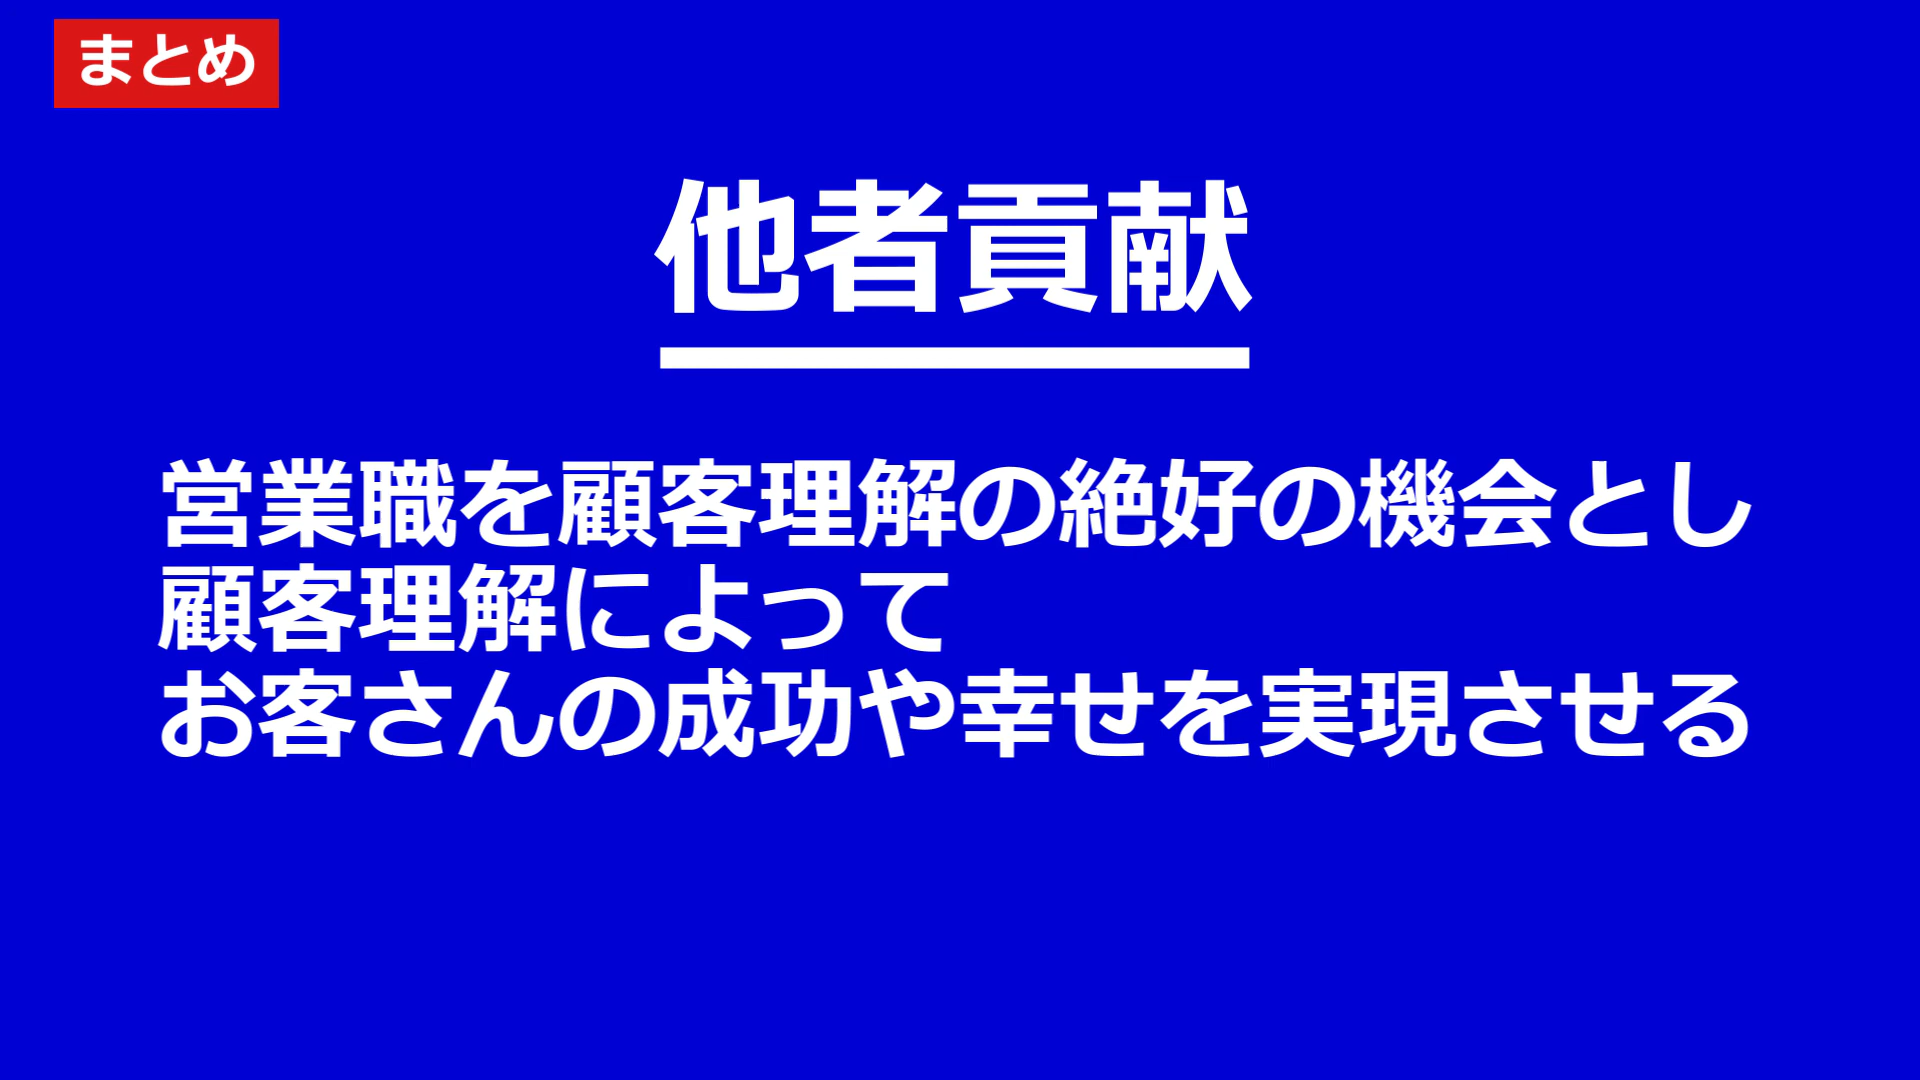 まとめ
他者貢献
営業職を顧客理解の絶好の機会とし
顧客理解によって
お客さんの成功や幸せを実現させる